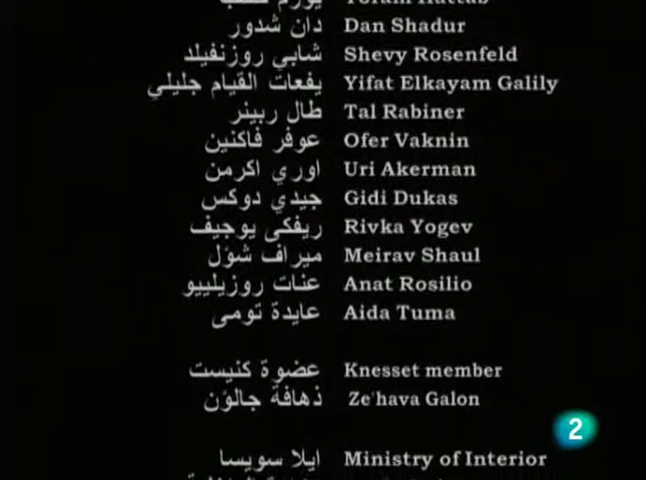 دان شدور Dan Shadur
شابي روزنفيلد Shevy Rosenfeld
يفعات القيام جليلي Yifat Elkayam Galily
طال ربينر Tal Rabiner
عوفر فاكنين Ofer Vaknin
اوري اكرمن Uri Akerman
جيدي دوكس Gidi Dukas
ريفكى يوجيف Rivka Yogev
ميراف شؤل Meirav Shaul
عنات روزيلييو Anat Rosilio
عايدة تومى Aida Tuma
عضوة كنيست Knesset member
ذهافة جالؤن Ze'hava Galon
2
ايلا سويسا Ministry of Interior